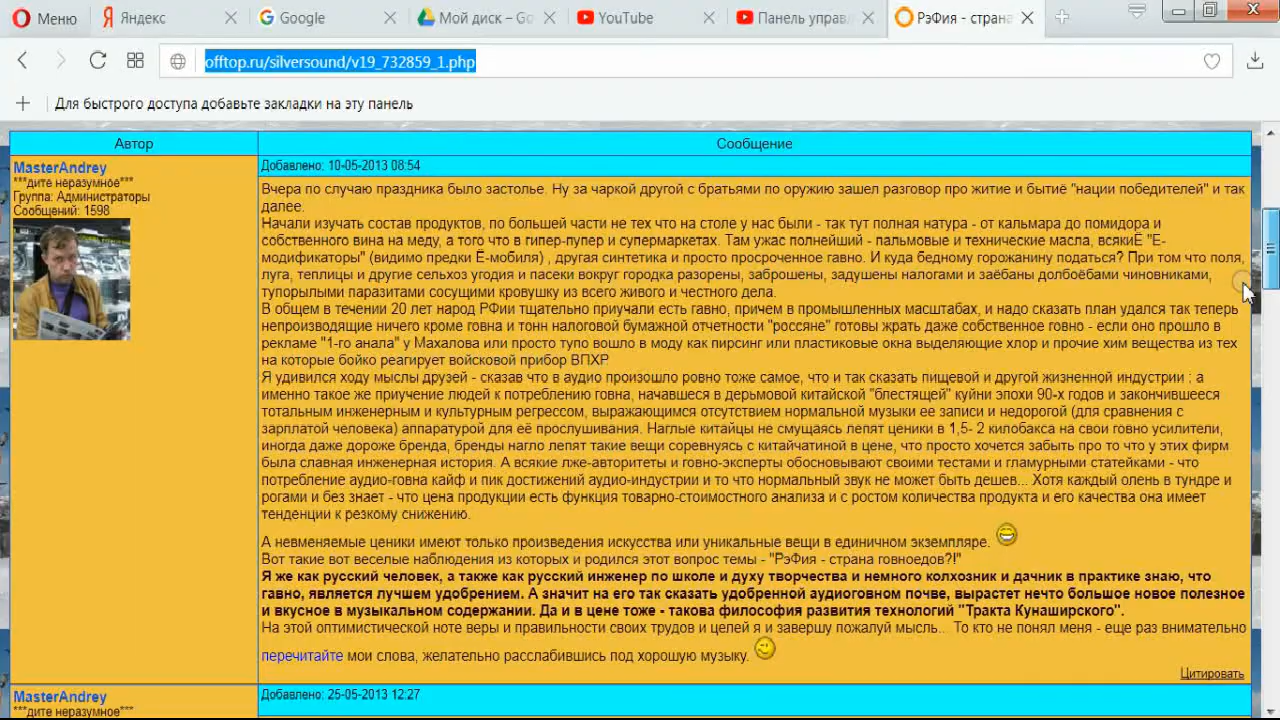 Меню
Яндекс
Google
Мой диск – Go
YouTube
Панель управ
РэФия - страна
offtop.ru/silversound/v19_732859_1.php
Для быстрого доступа добавьте закладки на эту панель
Автор
Сообщение
MasterAndrey
***дите неразумное***
Группа: Администраторы
Сообщений: 1598
Добавлено: 10-05-2013 08:54
Вчера по случаю праздника было застолье. Ну за чаркой другой с братьями по оружию зашел разговор про житие и бытиё "нации победителей" и так
далее.
Начали изучать состав продуктов, по большей части не тех что на столе у нас были - так тут полная натура - от кальмара до помидора и
собственного вина на меду, а того что в гипер-пупер и супермаркетах. Там ужас полнейший - пальмовые и технические масла, всякиЁ "Е-
модификаторы" (видимо предки Ё-мобиля) , другая синтетика и просто просроченное гавно. И куда бедному горожанину податься? При том что поля,
луга, теплицы и другие сельхоз угодия и пасеки вокруг городка разорены, заброшены, задушены налогами и заёбаны долбоёбами чиновниками,
тупорылыми паразитами сосущими кровушку из всего живого и честного дела.
В общем в течении 20 лет народ РФии тщательно приучали есть гавно, причем в промышленных масштабах, и надо сказать план удался так теперь
непроизводящие ничего кроме говна и тонн налоговой бумажной отчетности "россяне" готовы жрать даже собственное говно - если оно прошло в
рекламе "1-го анала" у Махалова или просто тупо вошло в моду как пирсинг или пластиковые окна выделяющие хлор и прочие хим вещества из тех
на которые бойко реагирует войсковой прибор ВПХР
Я удивился ходу мыслы друзей - сказав что в аудио произошло ровно тоже самое, что и так сказать пищевой и другой жизненной индустрии : а
именно такое же приучение людей к потреблению говна, начавшиеся в дерьмовой китайской "блестящей" куйни эпохи 90-х годов и закончившееся
тотальным инженерным и культурным регрессом, выражающимся отсутствием нормальной музыки ее записи и недорогой (для сравнения с
зарплатой человека) аппаратурой для её прослушивания. Наглые китайцы не смущаясь лепят ценики в 1,5- 2 килобакса на свои говно усилители,
иногда даже дороже бренда, бренды нагло лепят такие вещи соревнуясь с китайчатиной в цене, что просто хочется забыть про то что у этих фирм
была славная инженерная история. А всякие лже-авторитеты и говно-эксперты обосновывают своими тестами и гламурными статейками - что
потребление аудио-говна кайф и пик достижений аудио-индустрии и то что нормальный звук не может быть дешев... Хотя каждый олень в тундре и
рогами и без знает - что цена продукции есть функция товарно-стоимостного анализа и с ростом количества продукта и его качества она имеет
тенденции к резкому снижению.
А невменяемые ценики имеют только произведения искусства или уникальные вещи в единичном экземпляре.
Вот такие вот веселые наблюдения из которых и родился этот вопрос темы - "РэФия - страна говноедов?!"
Я же как русский человек, а также как русский инженер по школе и духу творчества и немного колхозник и дачник в практике знаю, что
гавно, является лучшем удобрением. А значит на его так сказать удобренной аудиоговном почве, вырастет нечто большое новое полезное
и вкусное в музыкальном содержании. Да и в цене тоже - такова философия развития технологий "Тракта Кунаширского".
На этой оптимистической ноте веры и правильности своих трудов и целей я и завершу пожалуй мысль... То кто не понял меня - еще раз внимательно
перечитайте мои слова, желательно расслабившись под хорошую музыку.
Цитировать
MasterAndrey
***дите неразумное***
Добавлено: 25-05-2013 12:27